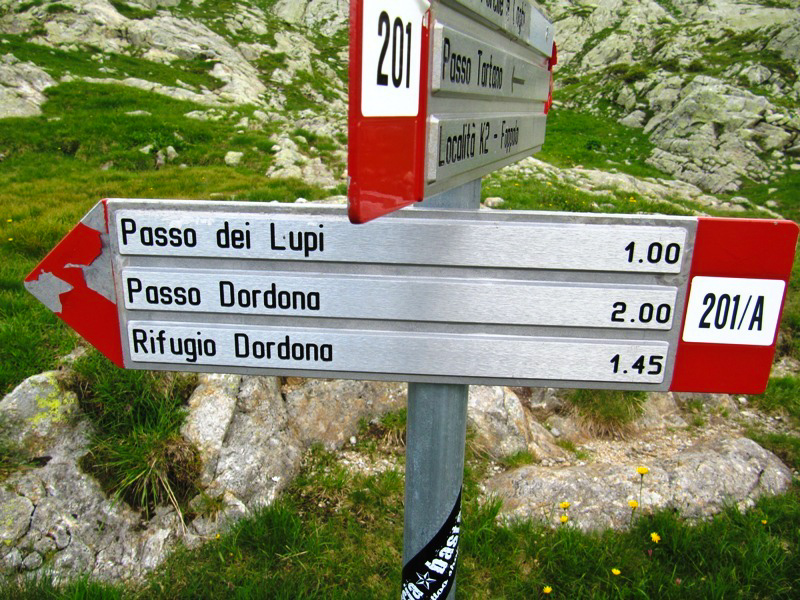 201
Passo Tartano
Località K2 - Foppolo
Passo dei Lupi 1.00
Passo Dordona 2.00
Rifugio Dordona 1.45
201/A